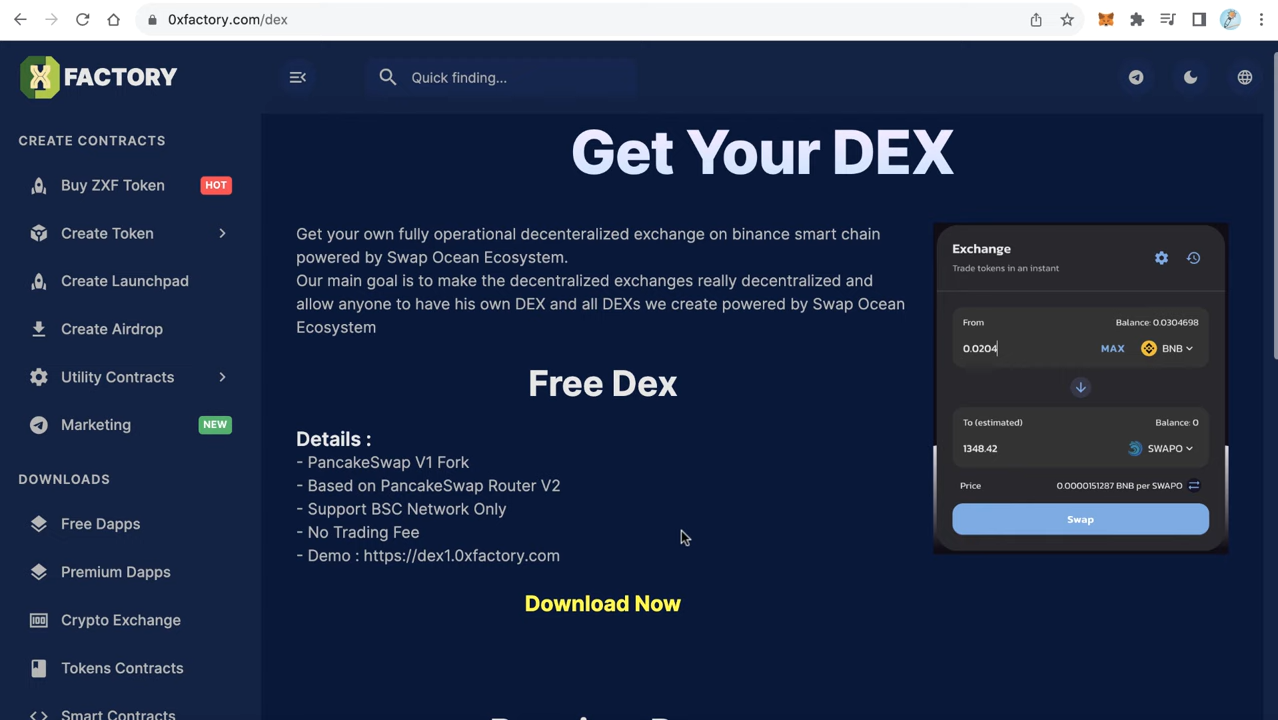 0xfactory.com/dex
FACTORY
Quick finding...
CREATE CONTRACTS
Buy ZXF Token HOT
Create Token
Create Launchpad
Create Airdrop
Utility Contracts
Marketing NEW
DOWNLOADS
Free Dapps
Premium Dapps
Crypto Exchange
Tokens Contracts
Smart Contracts
Get Your DEX
Get your own fully operational decenteralized exchange on binance smart chain
powered by Swap Ocean Ecosystem.
Our main goal is to make the decentralized exchanges really decentralized and
allow anyone to have his own DEX and all DEXs we create powered by Swap Ocean
Ecosystem
Free Dex
Details :
- PancakeSwap V1 Fork
- Based on PancakeSwap Router V2
- Support BSC Network Only
- No Trading Fee
- Demo : https://dex1.0xfactory.com
Download Now
Exchange
Trade tokens in an instant
From Balance: 0.0304698
0.0204 MAX BNB
To (estimated) Balance: 0
1348.42 SWAPO
Price 0.0000151287 BNB per SWAPO
Swap